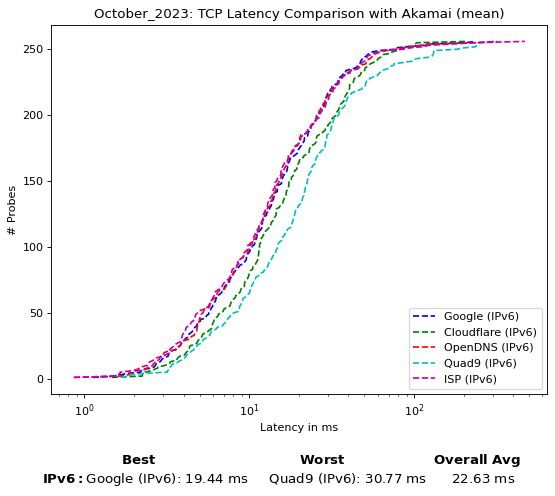 October_2023: TCP Latency Comparison with Akamai (mean)
# Probes
250
200
150
100
50
0
10⁰
10¹
10²
Latency in ms
Google (IPv6)
Cloudflare (IPv6)
OpenDNS (IPv6)
Quad9 (IPv6)
ISP (IPv6)
Best Worst Overall Avg
IPv6: Google (IPv6): 19.44 ms Quad9 (IPv6): 30.77 ms 22.63 ms